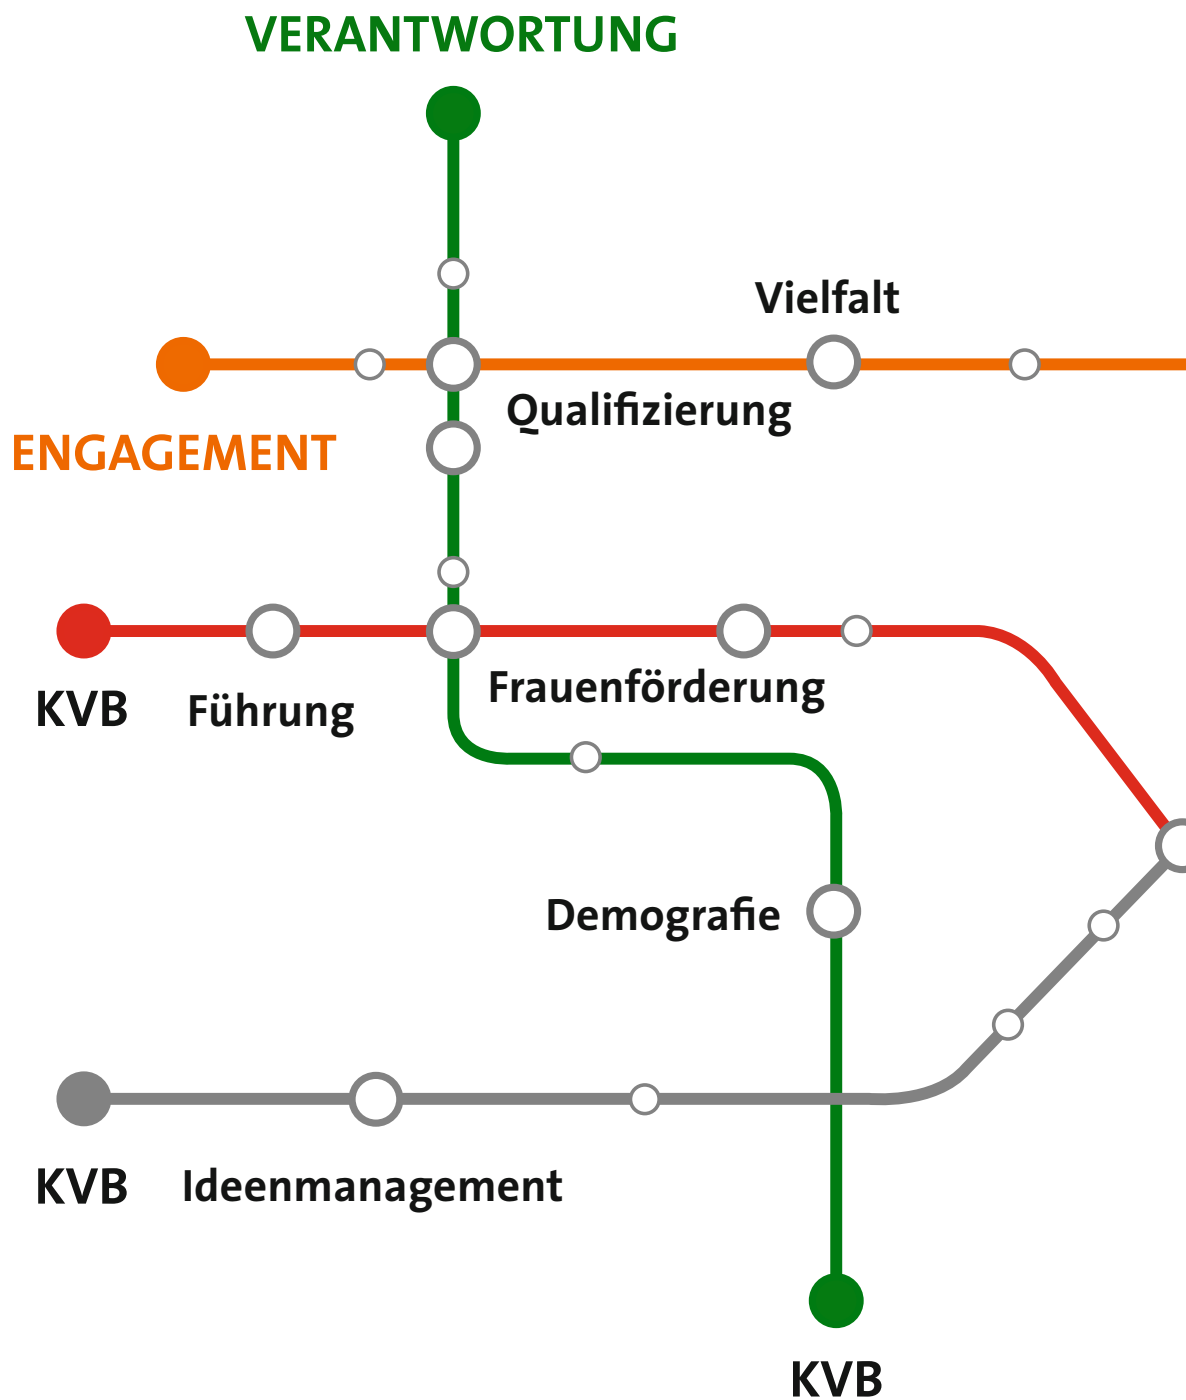 VERANTWORTUNG
Vielfalt
Qualifizierung
ENGAGEMENT
Frauenförderung
KVB
Führung
Demografie
KVB
Ideenmanagement
KVB